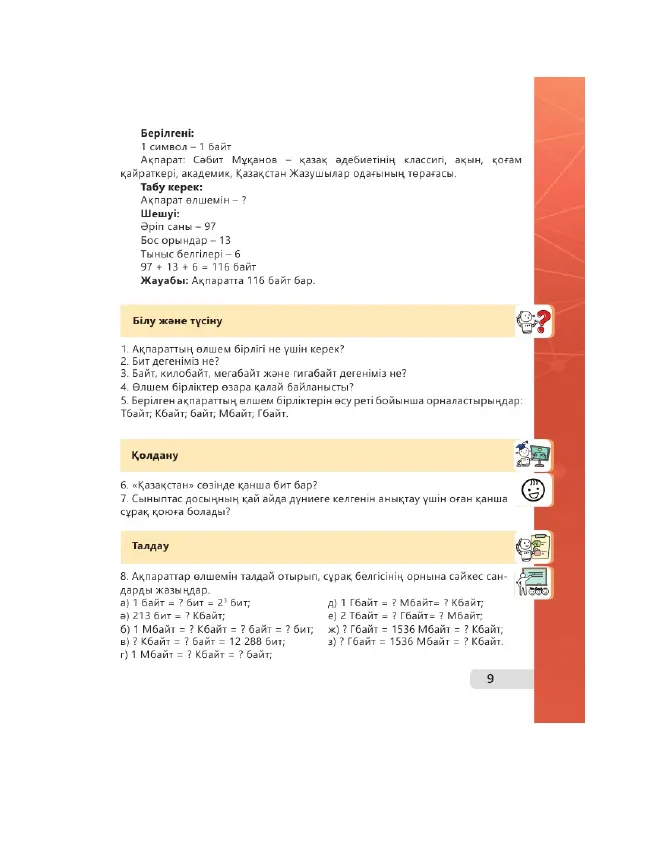 Берілгені:
1 символ – 1 байт
Ақпарат: Сәбит Мұқанов – қазақ әдебиетінің классигі, ақын, қоғам
қайраткері, академик, Қазақстан Жазушылар одағының төрағасы.
Табу керек:
Ақпарат өлшемін – ?
Шешуі:
Әріп саны – 97
Бос орындар – 13
Тыныс белгілері – 6
97 + 13 + 6 = 116 байт
Жауабы: Ақпаратта 116 байт бар.
Білу және түсіну
1. Ақпараттың өлшем бірлігі не үшін керек?
2. Бит дегеніміз не?
3. Байт, килобайт, мегабайт және гигабайт дегеніміз не?
4. Өлшем бірліктер өзара қалай байланысты?
5. Берілген ақпараттың өлшем бірліктерін өсу реті бойынша орналастырыңдар:
Тбайт; Кбайт; байт; Мбайт; Гбайт.
Қолдану
6. «Қазақстан» сөзінде қанша бит бар?
7. Сыныптас досыңның қай айда дүниеге келгенін анықтау үшін оған қанша
сұрақ қоюға болады?
Талдау
8. Ақпараттар өлшемін талдай отырып, сұрақ белгісінің орнына сәйкес сан-
дарды жазыңдар.
а) 1 байт = ? бит = 2³ бит;
ә) 213 бит = ? Кбайт;
б) 1 Мбайт = ? Кбайт = ? байт = ? бит;
в) ? Кбайт = ? байт = 12 288 бит;
г) 1 Мбайт = ? Кбайт = ? байт;
д) 1 Гбайт = ? Мбайт= ? Кбайт;
е) 2 Тбайт = ? Гбайт= ? Мбайт;
ж) ? Гбайт = 1536 Мбайт = ? Кбайт;
з) ? Гбайт = 1536 Мбайт = ? Кбайт.
9